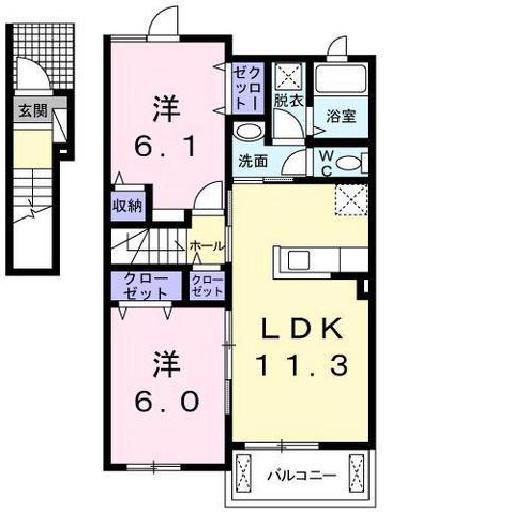 玄関
洋
6.1
クロー
ゼット
脱衣
浴室
洗面
WC
収納
ホール
クロー
ゼット
クロー
ゼット
LDK
11.3
洋
6.0
バルコニー